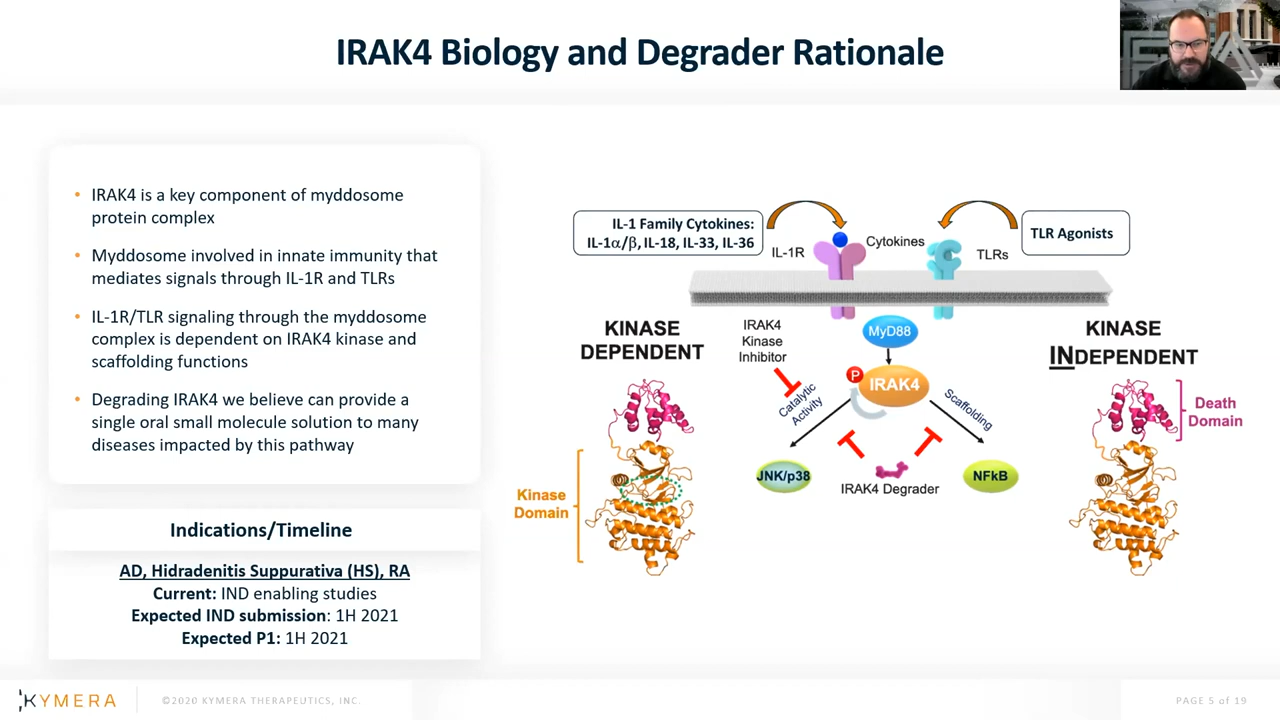 IRAK4 Biology and Degrader Rationale
• IRAK4 is a key component of myddosome
protein complex
• Myddosome involved in innate immunity that
mediates signals through IL-1R and TLRs
• IL-1R/TLR signaling through the myddosome
complex is dependent on IRAK4 kinase and
scaffolding functions
• Degrading IRAK4 we believe can provide a
single oral small molecule solution to many
diseases impacted by this pathway
Indications/Timeline
AD, Hidradenitis Suppurativa (HS), RA
Current: IND enabling studies
Expected IND submission: 1H 2021
Expected P1: 1H 2021
IL-1 Family Cytokines:
IL-1α/β, IL-18, IL-33, IL-36
IL-1R
Cytokines
TLRs
TLR Agonists
KINASE
DEPENDENT
IRAK4
Kinase
Inhibitor
MyD88
P
IRAK4
Catalytic
Activity
Scaffolding
JNK/p38
IRAK4 Degrader
NFkB
Kinase
Domain
KINASE
INDEPENDENT
Death
Domain
KYMERA
©2020 KYMERA THERAPEUTICS, INC.
PAGE 5 of 19